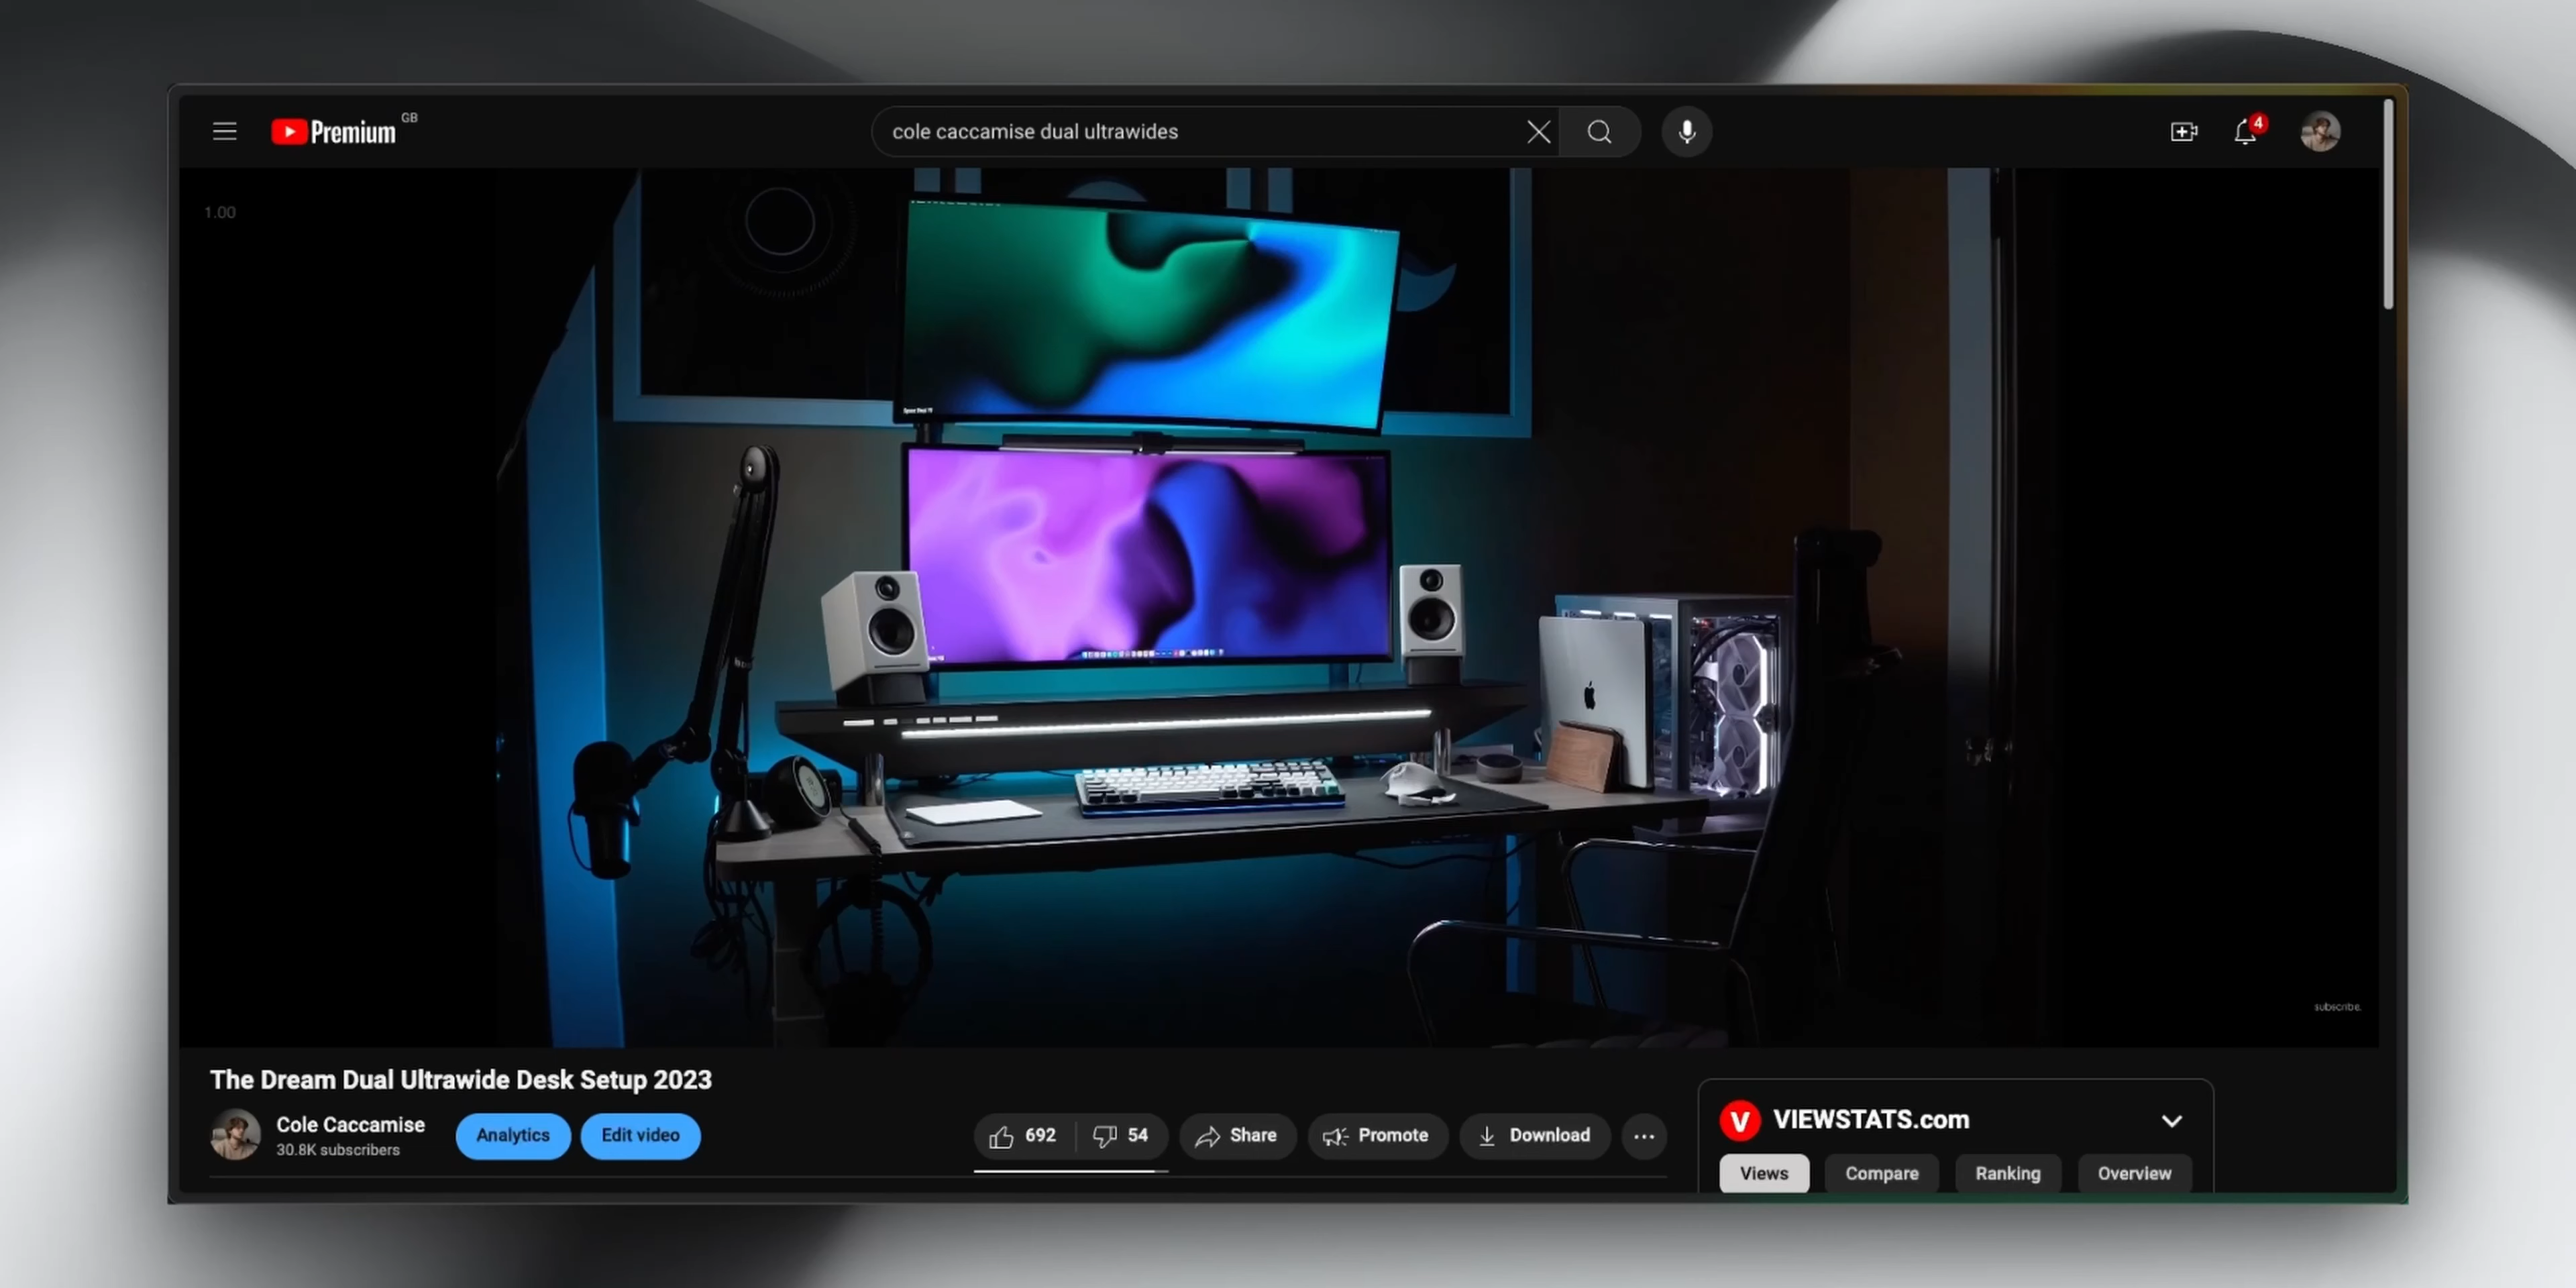 Premium GB
cole caccamise dual ultrawides
4
1.00
subscribe.
The Dream Dual Ultrawide Desk Setup 2023
Cole Caccamise
30.8K subscribers
Analytics
Edit video
692
54
Share
Promote
Download
V VIEWSTATS.com
Views
Compare
Ranking
Overview